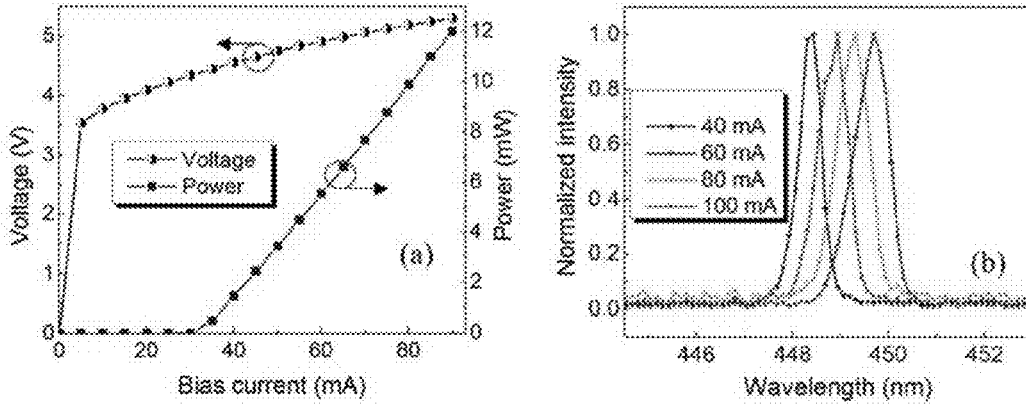 Voltage (V)
5
4
3
2
1
0
Voltage
Power
(a)
12
10
8
6
4
2
0
Power (mW)
0
20
40
60
80
Bias current (mA)
Normalized intensity
1.0
0.8
0.6
0.4
0.2
0.0
40 mA
60 mA
80 mA
100 mA
(b)
446
448
450
452
Wavelength (nm)